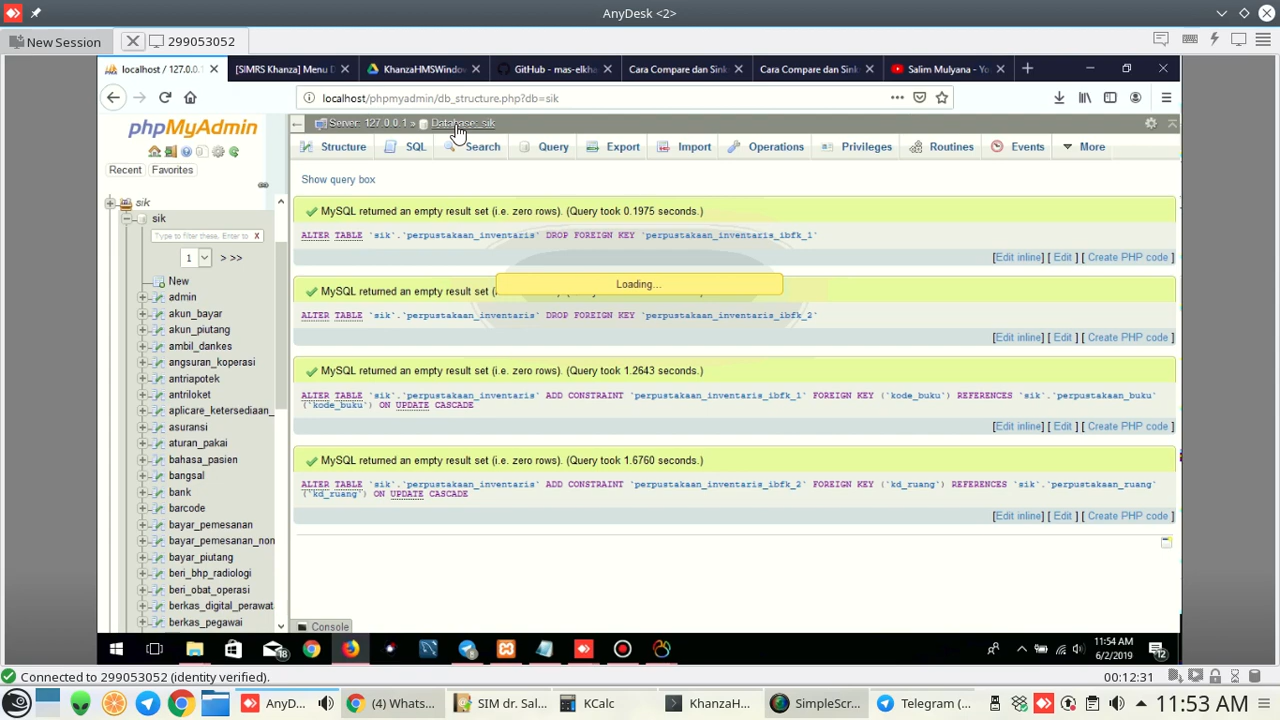 AnyDesk <2>
New Session
299053052
localhost / 127.0.0.1
[SIMRS Khanza] Menu D
KhanzaHMSWindow
GitHub - mas-elkha
Cara Compare dan Sink
Cara Compare dan Sink
Salim Mulyana - Yo
localhost/phpmyadmin/db_structure.php?db=sik
phpMyAdmin
Server: 127.0.0.1 » Database: sik
Structure SQL Search Query Export Import Operations Privileges Routines Events More
Recent Favorites
Show query box
sik
sik
Type to filter these, Enter to X
1 > >>
New
admin
akun_bayar
akun_piutang
ambil_dankes
angsuran_koperasi
antriapotek
antriloket
aplicare_ketersediaan_
asuransi
aturan_pakai
bahasa_pasien
bangsal
bank
barcode
bayar_pemesanan
bayar_pemesanan_non
bayar_piutang
beri_bhp_radiologi
beri_obat_operasi
berkas_digital_perawata
berkas_pegawai
MySQL returned an empty result set (i.e. zero rows). (Query took 0.1975 seconds.)
ALTER TABLE `sik`.`perpustakaan_inventaris` DROP FOREIGN KEY `perpustakaan_inventaris_ibfk_1`
[Edit inline] [ Edit ] [ Create PHP code ]
Loading...
MySQL returned an empty result set (i.e.
ALTER TABLE `sik`.`perpustakaan_inventaris` DROP FOREIGN KEY `perpustakaan_inventaris_ibfk_2`
[Edit inline] [ Edit ] [ Create PHP code ]
MySQL returned an empty result set (i.e. zero rows). (Query took 1.2643 seconds.)
ALTER TABLE `sik`.`perpustakaan_inventaris` ADD CONSTRAINT `perpustakaan_inventaris_ibfk_1` FOREIGN KEY (`kode_buku`) REFERENCES `sik`.`perpustakaan_buku`
(`kode_buku`) ON UPDATE CASCADE
[Edit inline] [ Edit ] [ Create PHP code ]
MySQL returned an empty result set (i.e. zero rows). (Query took 1.6760 seconds.)
ALTER TABLE `sik`.`perpustakaan_inventaris` ADD CONSTRAINT `perpustakaan_inventaris_ibfk_2` FOREIGN KEY (`kd_ruang`) REFERENCES `sik`.`perpustakaan_ruang`
(`kd_ruang`) ON UPDATE CASCADE
[Edit inline] [ Edit ] [ Create PHP code ]
Console
18
11:54 AM
6/2/2019
12
Connected to 299053052 (identity verified).
00:12:31
AnyD...
(4) Whats...
SIM dr. Sal...
KCalc
KhanzaH...
SimpleScr...
Telegram (...
11:53 AM